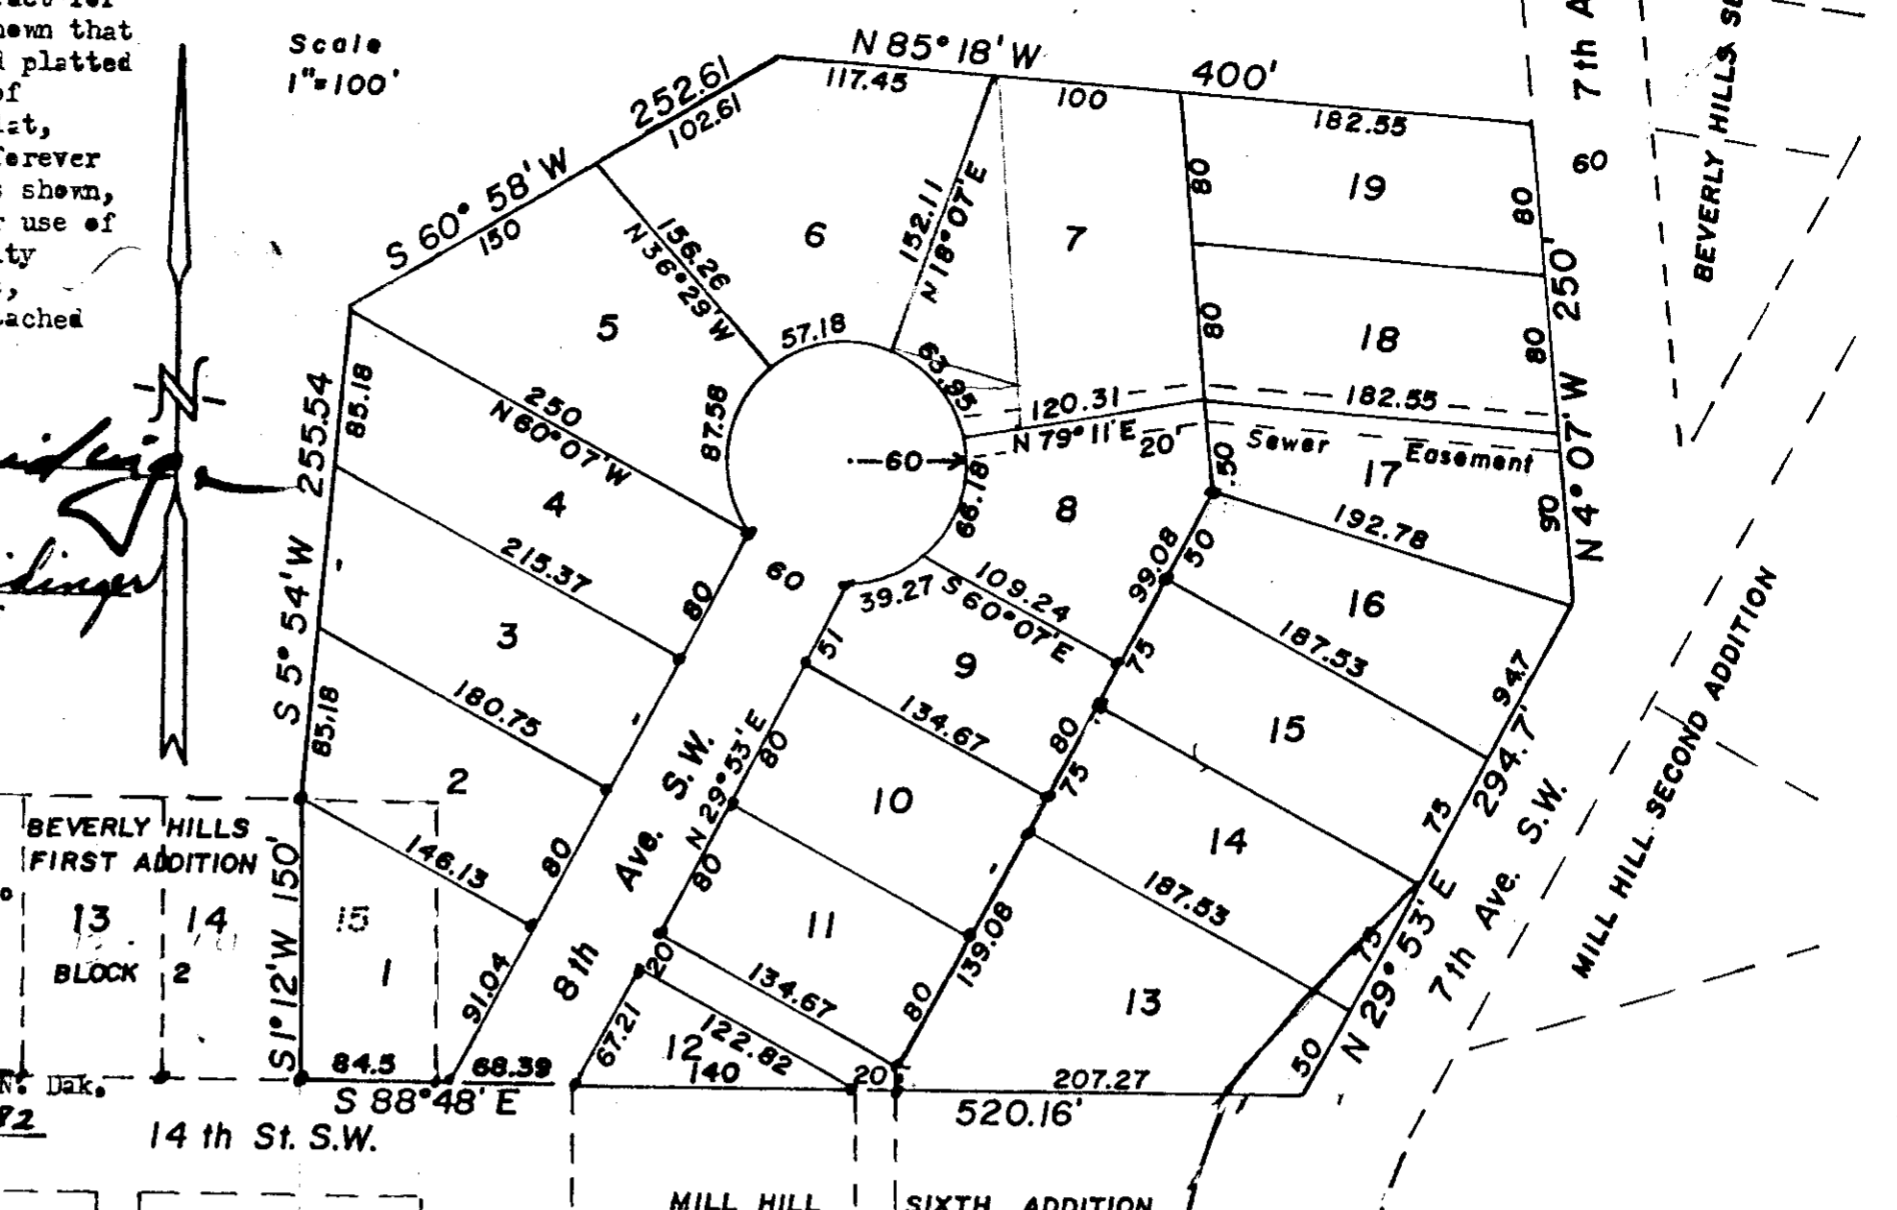 own that
platted
of
forever
shown,
use of
Scale
1"=100'
N 85°18' W
400'
117.45
100
182.55
252.61
102.61
S 60° 58' W
150
7th A
60
BEVERLY HILLS SE
N
156.26
N 36°29' W
152.11
N 18°07' E
5
6
7
80
19
80
80
18
80
250'
N 4°07' W
57.18
63.95
87.58
60
120.31
N 79°11' E
20'
182.55
Sewer Easement
17
90
50
192.78
66.18
8
255.54
85.18
S 5° 54' W
250
N 60°07' W
4
215.37
80
60
39.27
109.24
S 60°07' E
99.08
50
75
16
187.53
94.7
3
180.75
85.18
51
9
134.67
80
75
15
75
294.7'
2
146.13
80
8th Ave. S.W.
N 29°53' E
80
80
10
11
134.67
20
139.08
80
14
187.53
75
13
50
N 29° 53' E
7th Ave. S.W.
MILL HILL SECOND ADDITION
BEVERLY HILLS
FIRST ADDITION
13
14
15
BLOCK 2
S 1° 12' W 150'
1
91.04
84.5
68.39
S 88°48' E
67.21
12
122.82
140
20
207.27
520.16'
N. Dak.
14 th St. S.W.
MILL HILL SIXTH ADDITION